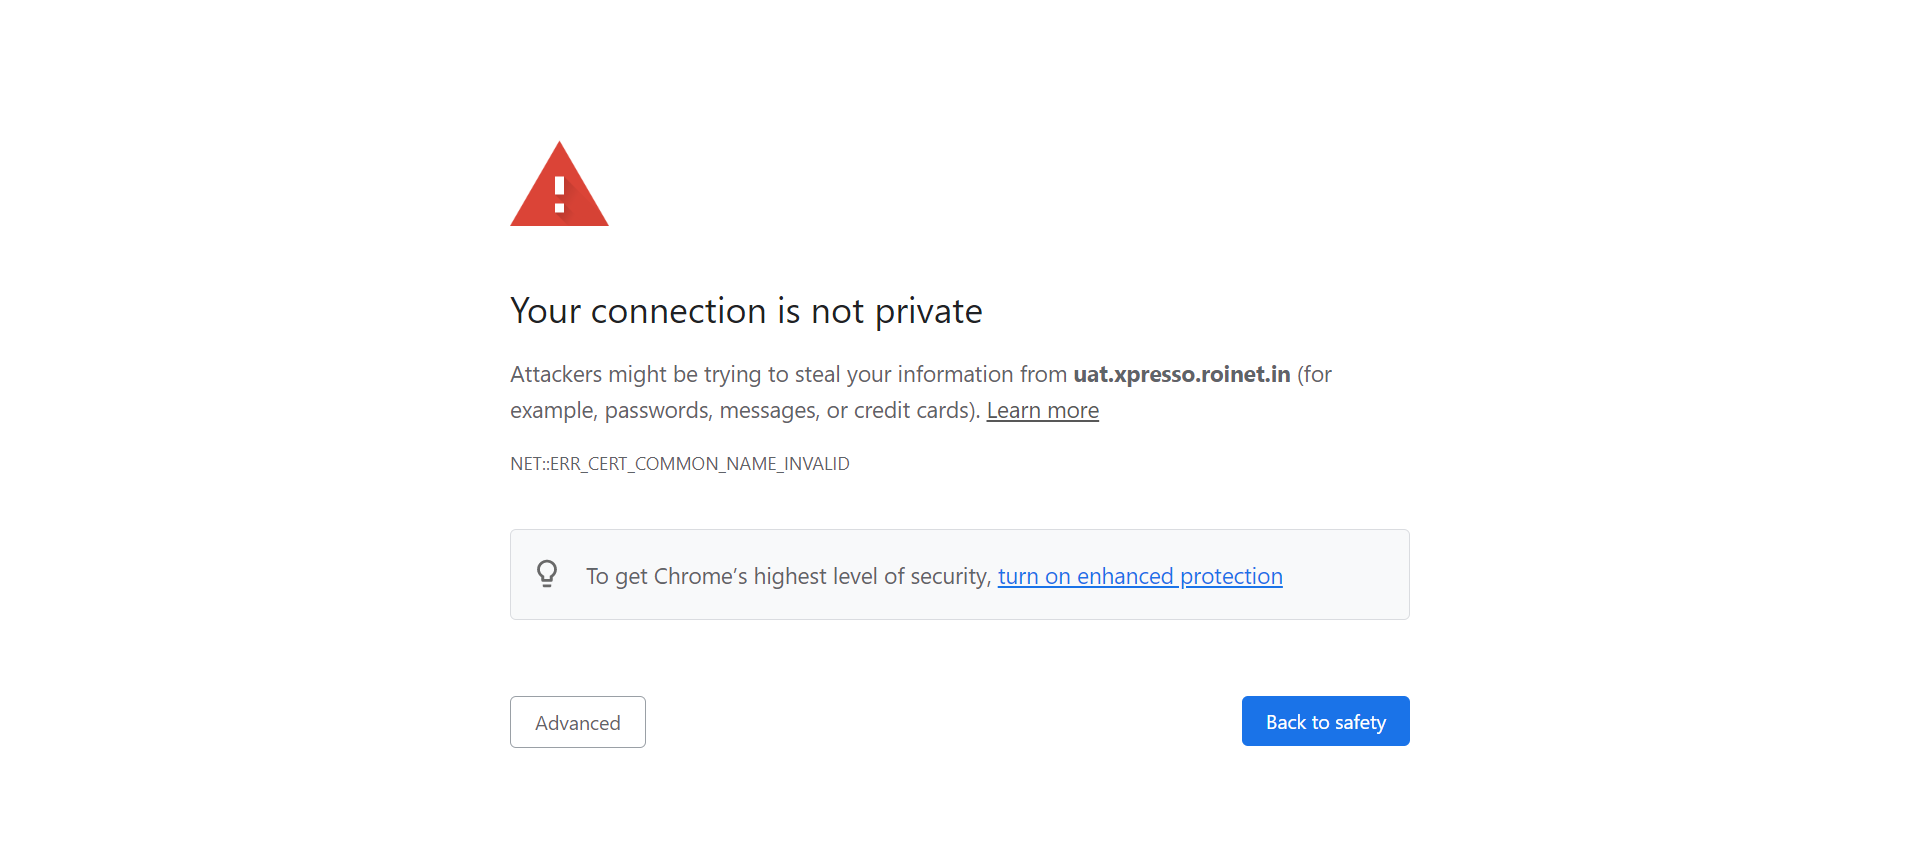 Your connection is not private
Attackers might be trying to steal your information from uat.xpresso.roinet.in (for
example, passwords, messages, or credit cards). Learn more
NET::ERR_CERT_COMMON_NAME_INVALID
To get Chrome’s highest level of security, turn on enhanced protection
Advanced
Back to safety